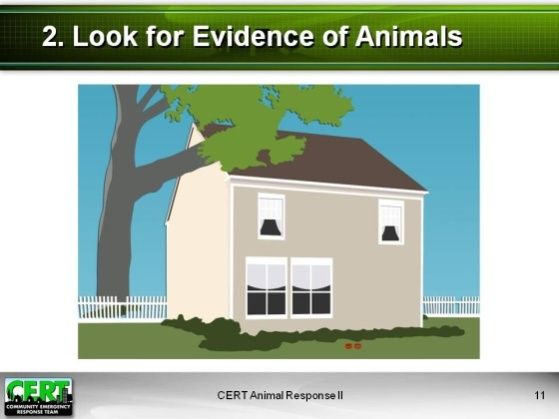 2. Look for Evidence of Animals
CERT
COMMUNITY EMERGENCY
RESPONSE TEAM
CERT Animal Response II
11